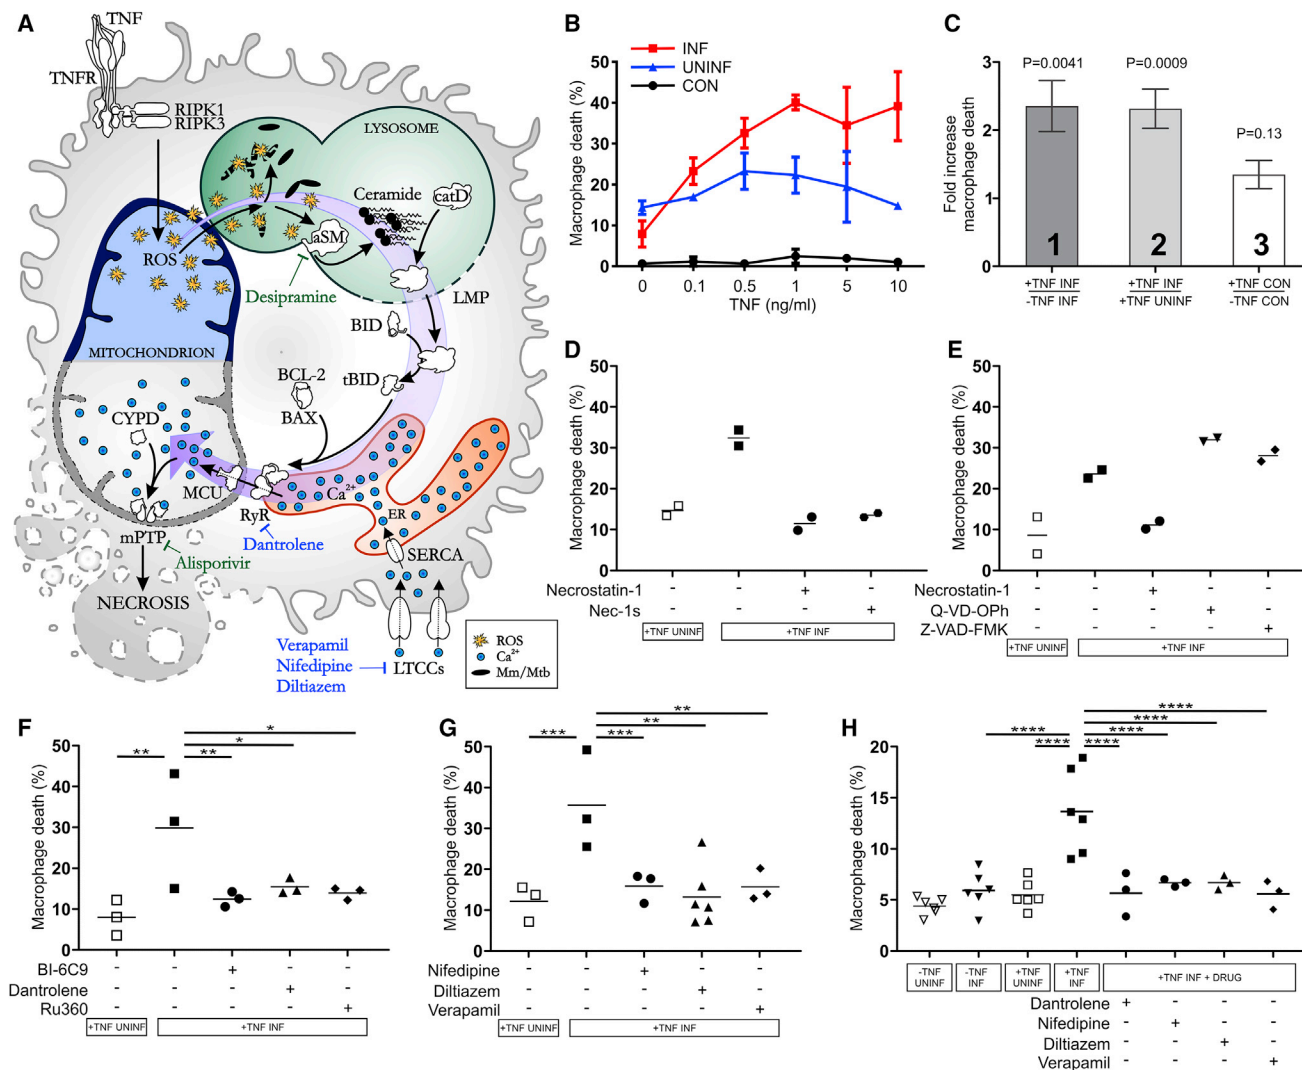 A
TNF
TNFR
RIPK1
RIPK3
LYSOSOME
Ceramide
catD
aSM
ROS
Desipramine
LMP
MITOCHONDRION
BID
tBID
BCL-2
BAX
CYPD
MCU
RyR
Ca2+
ER
Dantrolene
SERCA
mPTP
Alisporivir
NECROSIS
Verapamil
Nifedipine
Diltiazem
LTCCs
ROS
Ca2+
Mm/Mtb
B
INF
UNINF
CON
Macrophage death (%)
50
40
30
20
10
0
0 0.1 0.5 1 5 10
TNF (ng/ml)
C
Fold increase
macrophage death
3
2
1
0
P=0.0041
P=0.0009
P=0.13
1 2 3
+TNF INF +TNF INF +TNF CON
-TNF INF +TNF UNINF -TNF CON
D
Macrophage death (%)
50
40
30
20
10
0
Necrostatin-1 - - + -
Nec-1s - - - +
+TNF UNINF +TNF INF
E
Macrophage death (%)
50
40
30
20
10
0
Necrostatin-1 - - + - -
Q-VD-OPh - - - + -
Z-VAD-FMK - - - - +
+TNF UNINF +TNF INF
F
Macrophage death (%)
50
40
30
20
10
0
*
*
** **
BI-6C9 - - + - -
Dantrolene - - - + -
Ru360 - - - - +
+TNF UNINF +TNF INF
G
Macrophage death (%)
50
40
30
20
10
0
**
**
*** ***
Nifedipine - - + - -
Diltiazem - - - + -
Verapamil - - - - +
+TNF UNINF +TNF INF
H
Macrophage death (%)
20
15
10
5
0
****
****
**** ****
**** ****
-TNF -TNF +TNF +TNF +TNF INF + DRUG
UNINF INF UNINF INF
Dantrolene + - - -
Nifedipine - + - -
Diltiazem - - + -
Verapamil - - - +